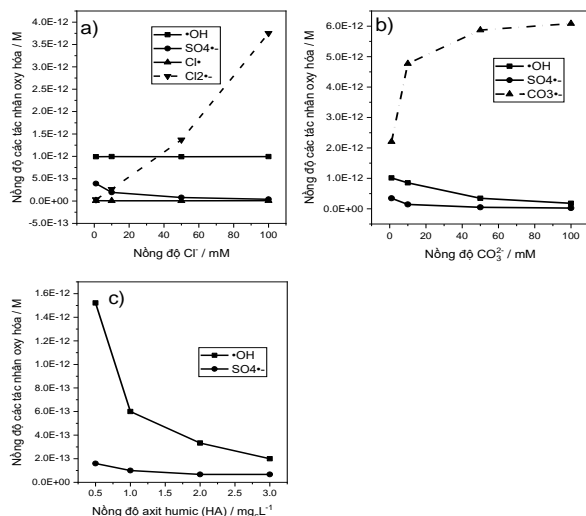 a)
•OH
SO4•-
Cl•
Cl2•-
Nồng độ các tác nhân oxy hóa / M
4.0E-12
3.5E-12
3.0E-12
2.5E-12
2.0E-12
1.5E-12
1.0E-12
5.0E-13
0.0E+00
-5.0E-13
0 20 40 60 80 100
Nồng độ Cl⁻ / mM
b)
•OH
SO4•-
CO3•-
Nồng độ các tác nhân oxy hóa / M
6.0E-12
5.0E-12
4.0E-12
3.0E-12
2.0E-12
1.0E-12
0.0E+00
0 20 40 60 80 100
Nồng độ CO₃²⁻ / mM
c)
•OH
SO4•-
Nồng độ các tác nhân oxy hóa / M
1.6E-12
1.4E-12
1.2E-12
1.0E-12
8.0E-13
6.0E-13
4.0E-13
2.0E-13
0.0E+00
0.5 1.0 1.5 2.0 2.5 3.0
Nồng độ axit humic (HA) / mg.L⁻¹